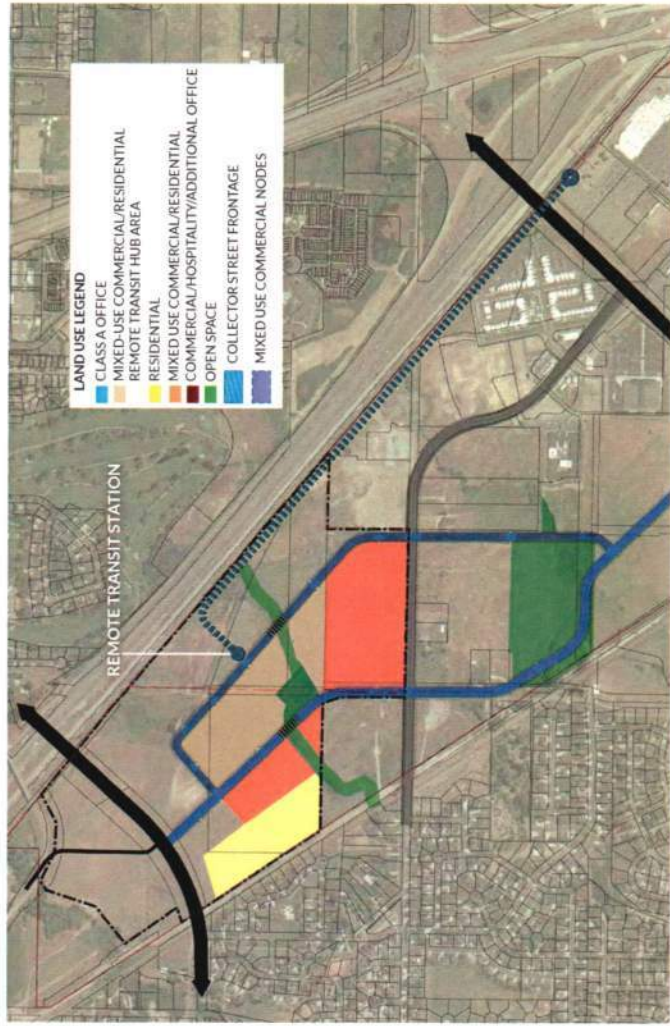 LAND USE LEGEND
CLASS A OFFICE
MIXED-USE COMMERCIAL/RESIDENTIAL
REMOTE TRANSIT HUB AREA
RESIDENTIAL
MIXED USE COMMERCIAL/RESIDENTIAL
COMMERCIAL/HOSPITALITY/ADDITIONAL OFFICE
OPEN SPACE
COLLECTOR STREET FRONTAGE
MIXED USE COMMERCIAL NODES
REMOTE TRANSIT STATION